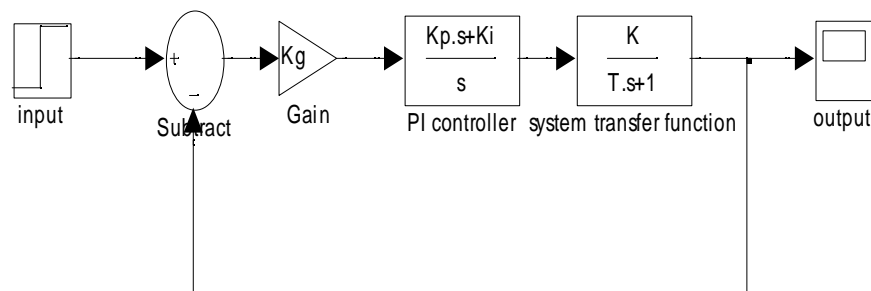 Kp.s+Ki
K
+
Kg
s
T.s+1
−
input
Subtract
Gain
PI controller
system transfer function
output